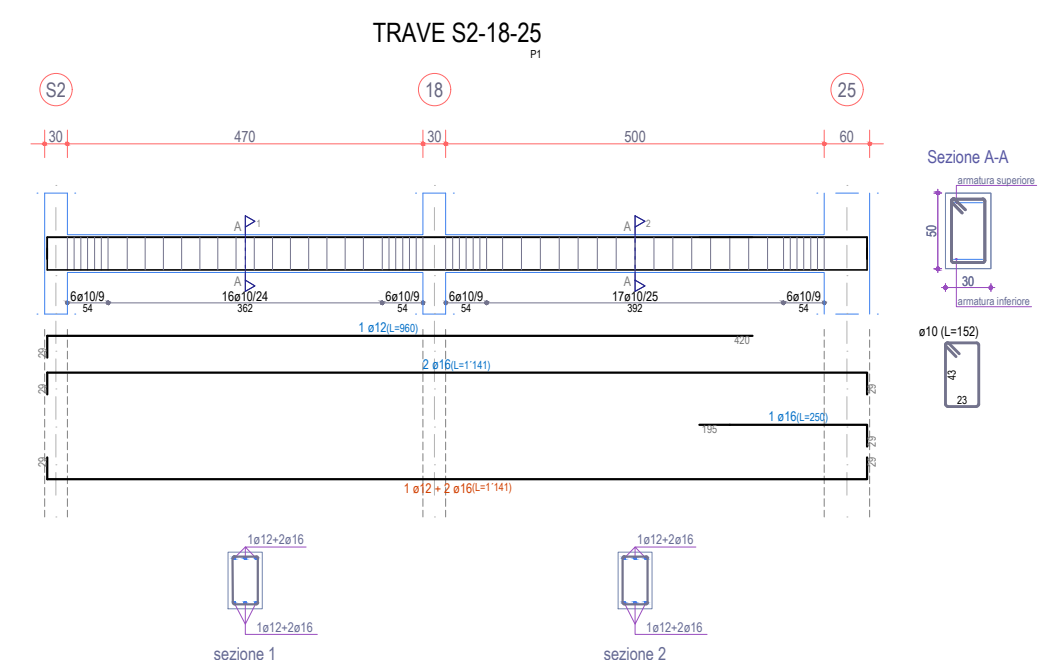 TRAVE S2-18-25
P1
S2 18 25
30 470 30 500 60
Sezione A-A
armatura superiore
50
30
armatura inferiore
A 1 A 2
A A
6ø10/9 16ø10/24 6ø10/9 6ø10/9 17ø10/25 6ø10/9
54 362 54 54 392 54
1 ø12(L=960)
29 420
2 ø16(L=1'141)
29 29
1 ø16(L=250)
195 29
29 29
1 ø12 + 2 ø16(L=1'141)
ø10 (L=152)
43
23
1ø12+2ø16 1ø12+2ø16
1ø12+2ø16 1ø12+2ø16
sezione 1 sezione 2